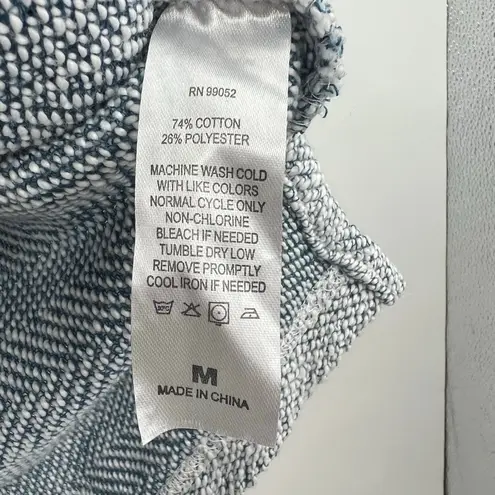 RN 99052
74% COTTON
26% POLYESTER
MACHINE WASH COLD
WITH LIKE COLORS
NORMAL CYCLE ONLY
NON-CHLORINE
BLEACH IF NEEDED
TUMBLE DRY LOW
REMOVE PROMPTLY
COOL IRON IF NEEDED
M
MADE IN CHINA